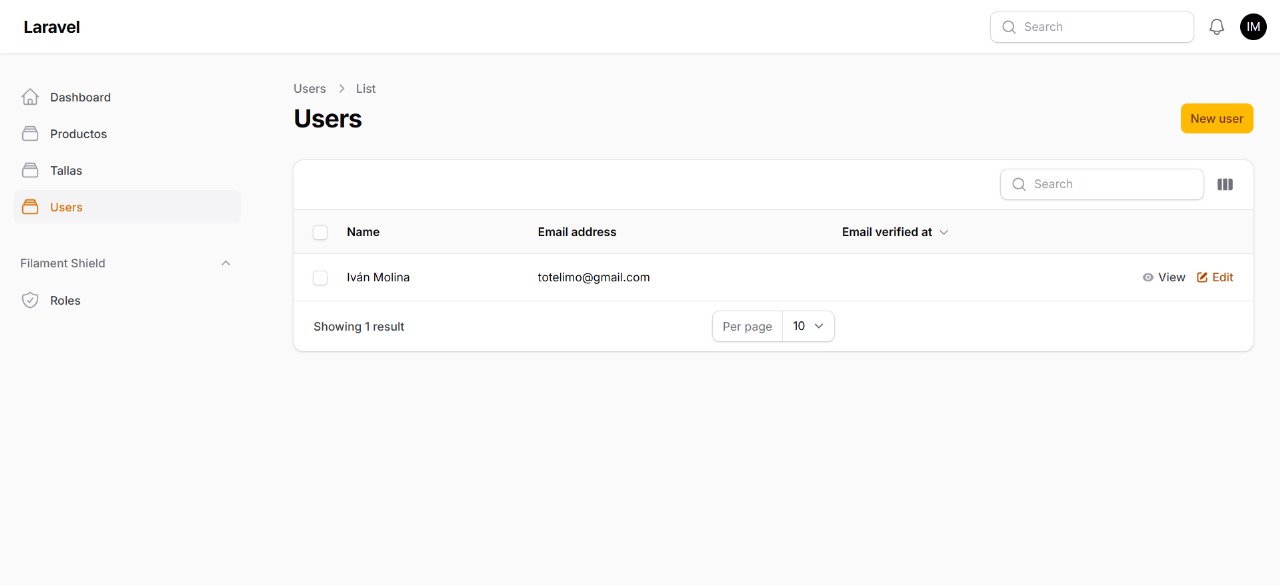 Laravel
Search
IM
Dashboard
Productos
Tallas
Users
Filament Shield
Roles
Users > List
Users
New user
Search
Name Email address Email verified at
Iván Molina totelimo@gmail.com View Edit
Showing 1 result Per page 10